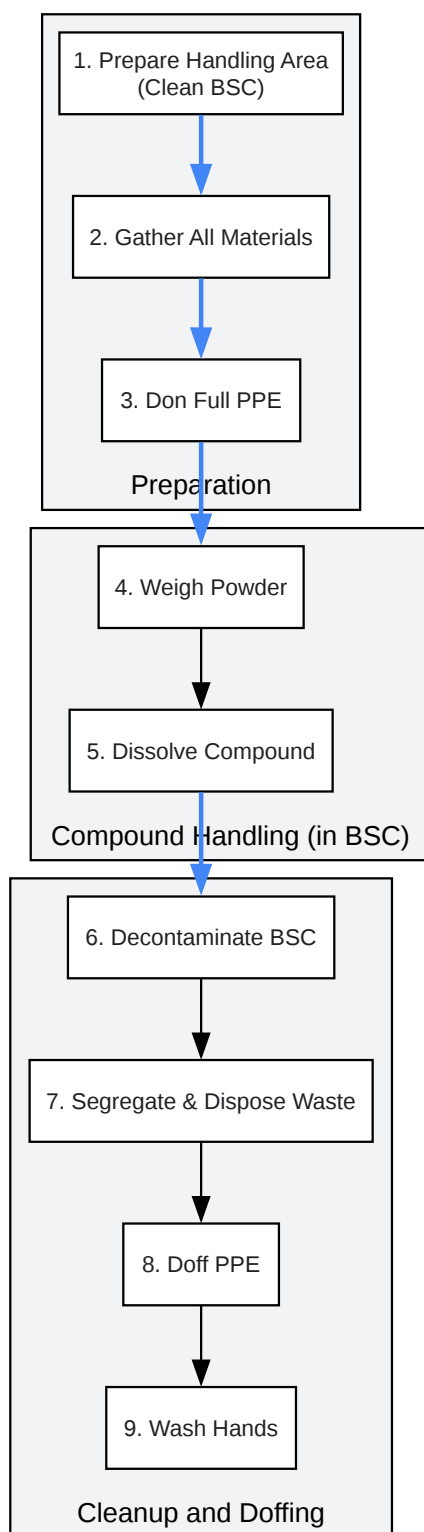 1. Prepare Handling Area
(Clean BSC)
2. Gather All Materials
3. Don Full PPE
Preparation
4. Weigh Powder
5. Dissolve Compound
Compound Handling (in BSC)
6. Decontaminate BSC
7. Segregate & Dispose Waste
8. Doff PPE
9. Wash Hands
Cleanup and Doffing